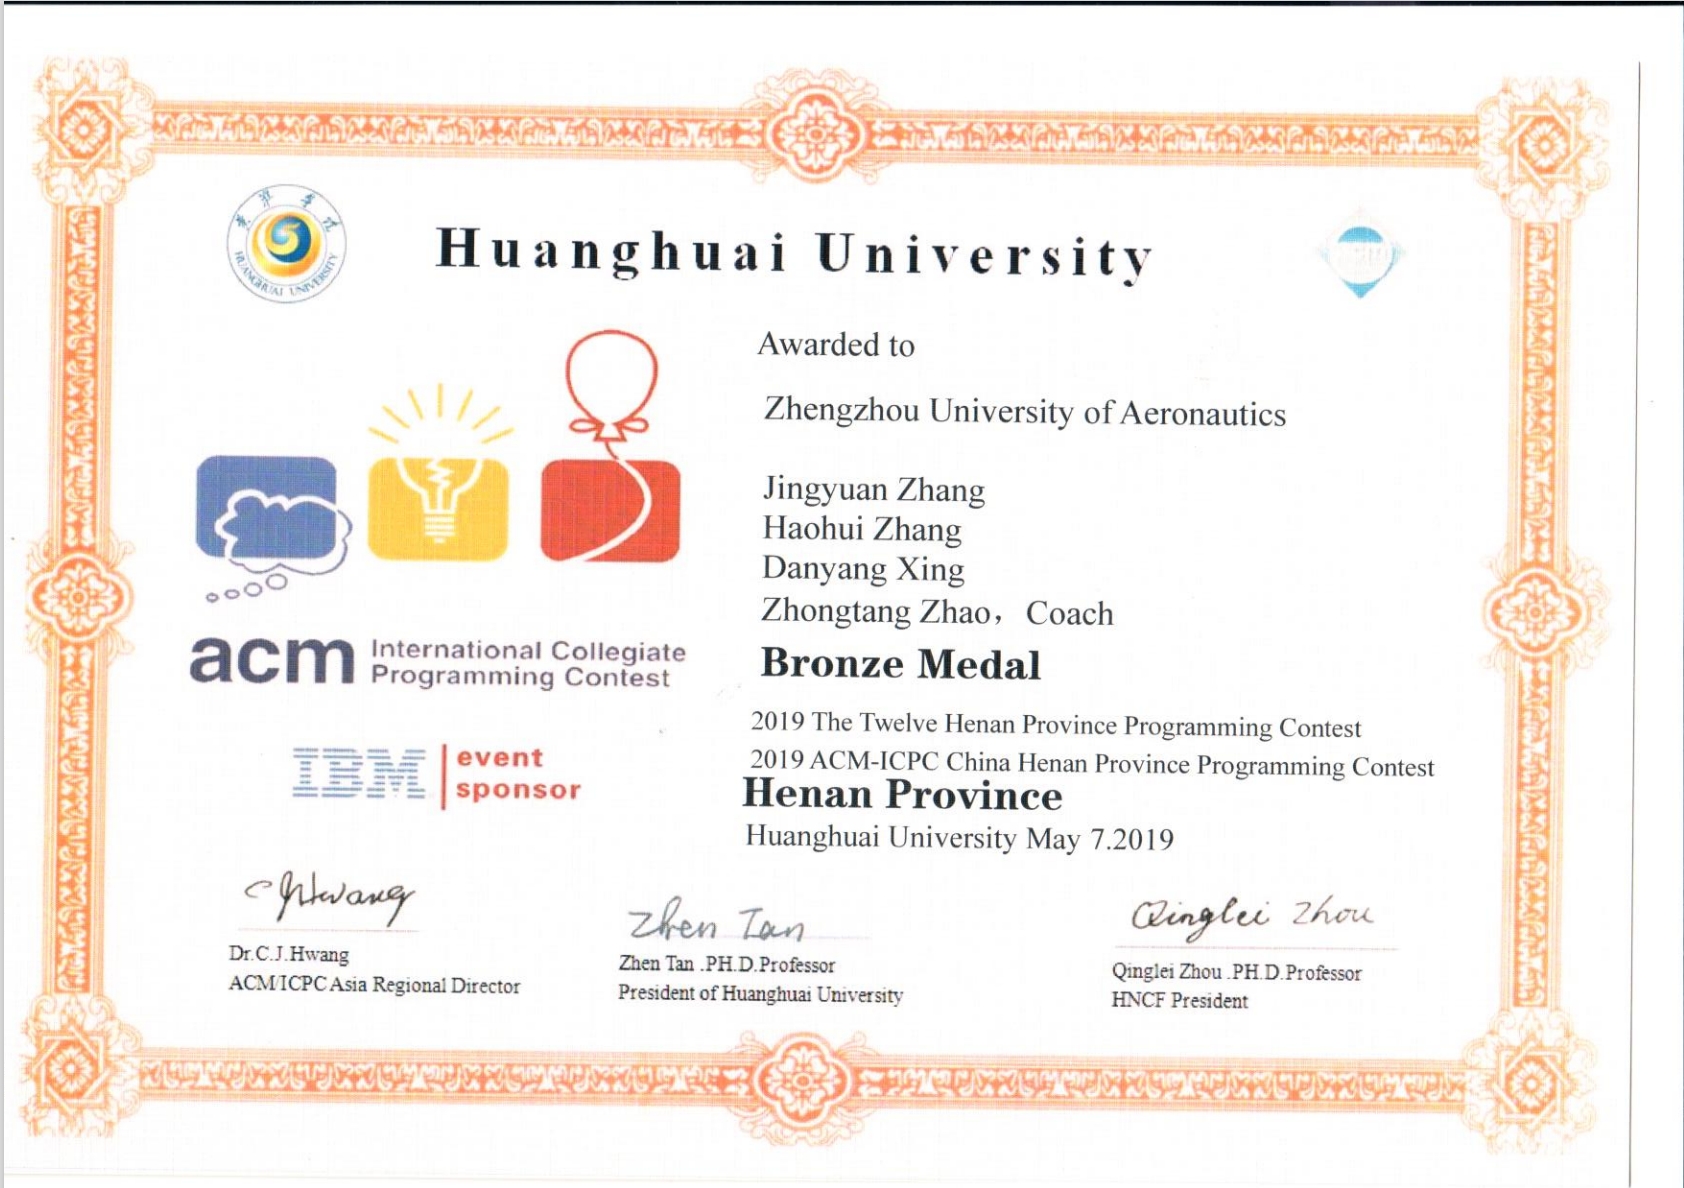 黄淮学院
HUANGHUAI UNIVERSITY
Huanghuai University
Awarded to
Zhengzhou University of Aeronautics
Jingyuan Zhang
Haohui Zhang
Danyang Xing
Zhongtang Zhao， Coach
acm International Collegiate
Programming Contest
Bronze Medal
2019 The Twelve Henan Province Programming Contest
2019 ACM-ICPC China Henan Province Programming Contest
IBM event
sponsor
Henan Province
Huanghuai University May 7.2019
CJHwang
Zhen Tan
Qinglei Zhou
Dr.C.J.Hwang
ACM/ICPC Asia Regional Director
Zhen Tan .PH.D.Professor
President of Huanghuai University
Qinglei Zhou .PH.D.Professor
HNCF President